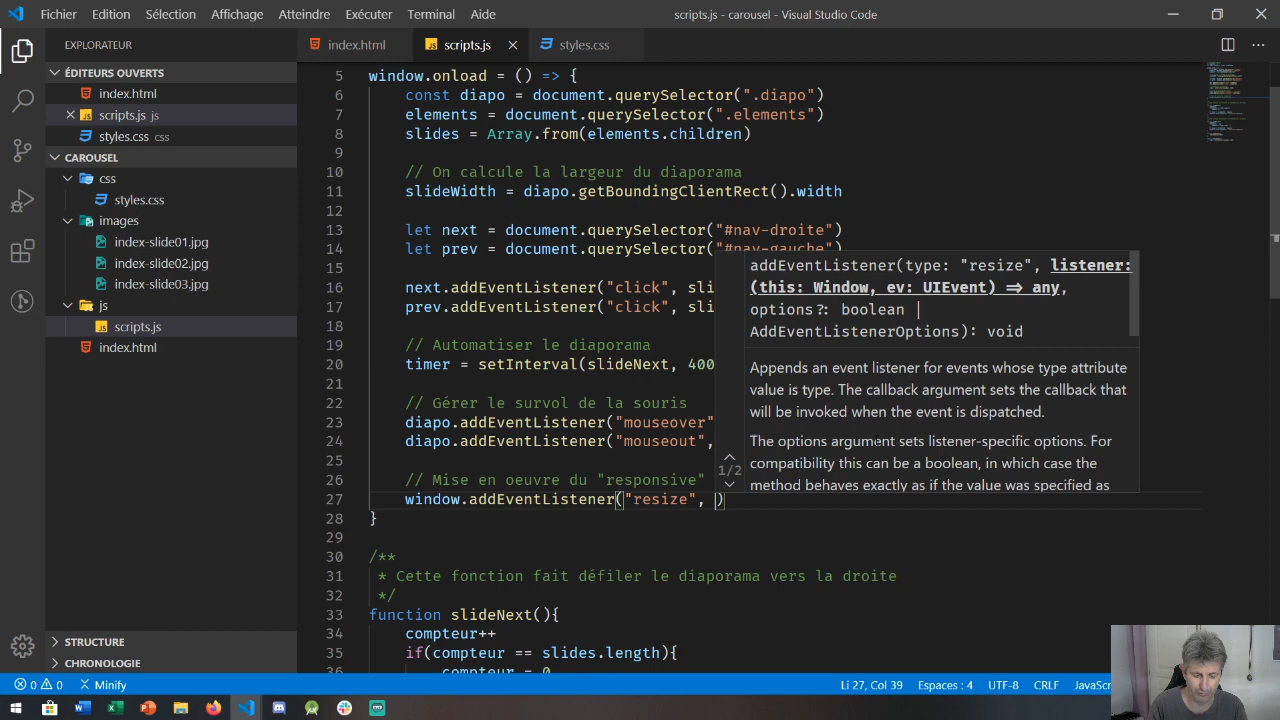 Fichier Edition Sélection Affichage Atteindre Exécuter Terminal Aide
scripts.js - carousel - Visual Studio Code
EXPLORATEUR
index.html scripts.js styles.css
ÉDITEURS OUVERTS
index.html
scripts.js js
styles.css css
CAROUSEL
css
styles.css
images
index-slide01.jpg
index-slide02.jpg
index-slide03.jpg
js
scripts.js
index.html
STRUCTURE
CHRONOLOGIE
5 window.onload = () => {
6 const diapo = document.querySelector(".diapo")
7 elements = document.querySelector(".elements")
8 slides = Array.from(elements.children)
9
10 // On calcule la largeur du diaporama
11 slideWidth = diapo.getBoundingClientRect().width
12
13 let next = document.querySelector("#nav-droite")
14 let prev = document.querySelector("#nav-gauche")
15
16 next.addEventListener("click", sli
17 prev.addEventListener("click", sli
18
19 // Automatiser le diaporama
20 timer = setInterval(slideNext, 400
21
22 // Gérer le survol de la souris
23 diapo.addEventListener("mouseover"
24 diapo.addEventListener("mouseout",
25
26 // Mise en oeuvre du "responsive"
27 window.addEventListener("resize", )
28 }
29
30 /**
31 * Cette fonction fait défiler le diaporama vers la droite
32 */
33 function slideNext(){
34 compteur++
35 if(compteur == slides.length){
36 compteur = 0
addEventListener(type: "resize", listener:
(this: Window, ev: UIEvent) => any,
options?: boolean |
AddEventListenerOptions): void
Appends an event listener for events whose type attribute
value is type. The callback argument sets the callback that
will be invoked when the event is dispatched.
The options argument sets listener-specific options. For
compatibility this can be a boolean, in which case the
method behaves exactly as if the value was specified as
1/2
0 0 Minify
Li 27, Col 39 Espaces : 4 UTF-8 CRLF JavaScr